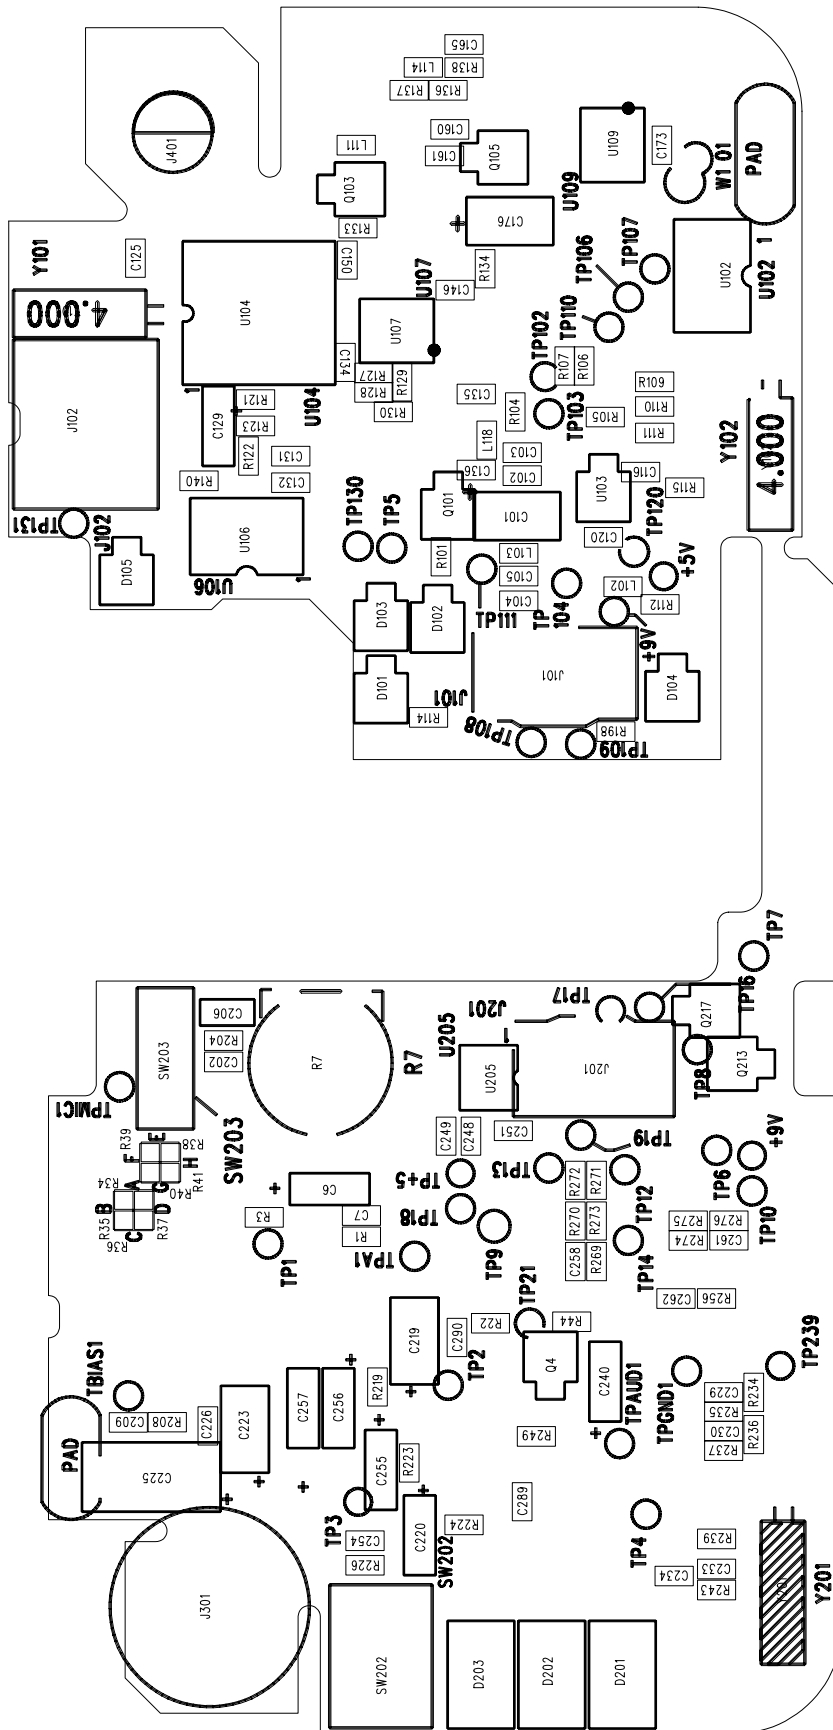 C165
L114
R138
R137
R136
J401
L111
C160
C161
Q105
U109
C173
W1 01
PAD
Q103
U109
R133
C176
+
Y101
C125
C150
R134
TP106
TP107
U102
U102
1
4.000
U104
U107
U107
C146
TP110
TP102
C134
R107
R106
R127
R129
R128
R130
C135
R104
TP103
R109
R110
R105
R111
J102
1
U104
R121
+
C129
R123
R122
C131
R140
C132
L118
C103
C136
C102
+
C116
R115
U103
Y102
4.000
TP131
J102
D105
U106
U106
1
TP130
TP5
Q101
C101
R101
L103
C105
C104
C120
TP120
+5V
L102
R112
TP111
TP
104
D103
D102
D101
J101
J101
+9V
D104
R114
TP108
R198
TP109
TP7
TP16
TP17
J201
1
U205
U205
J201
Q217
TP8
Q213
SW203
C206
R204
C202
R7
R7
TPMIC1
SW203
R39
E
R38
F
H
R34
A
G
R41
R40
B
D
R35
C
R37
R36
C249
C248
C251
TP19
TP+5
TP13
TP18
R272
R271
TP12
TP6
+9V
TP10
+
C6
R3
C7
R1
TP1
TPA1
TP9
R270
R273
C258
R269
TP14
R275
R276
R274
C261
C262
R256
TP21
R22
R44
C219
C290
+
TP2
Q4
C240
+
TPAUD1
TPGND1
TP239
C229
R234
R235
C230
R236
R237
TBIAS1
C209
R208
C226
C223
+
C257
+
C256
+
R219
PAD
C225
+
+
C255
R223
R249
C289
TP3
C254
R226
+
C220
R224
SW202
TP4
R239
C234
C233
R243
Y201
Y201
J301
SW202
D203
D202
D201